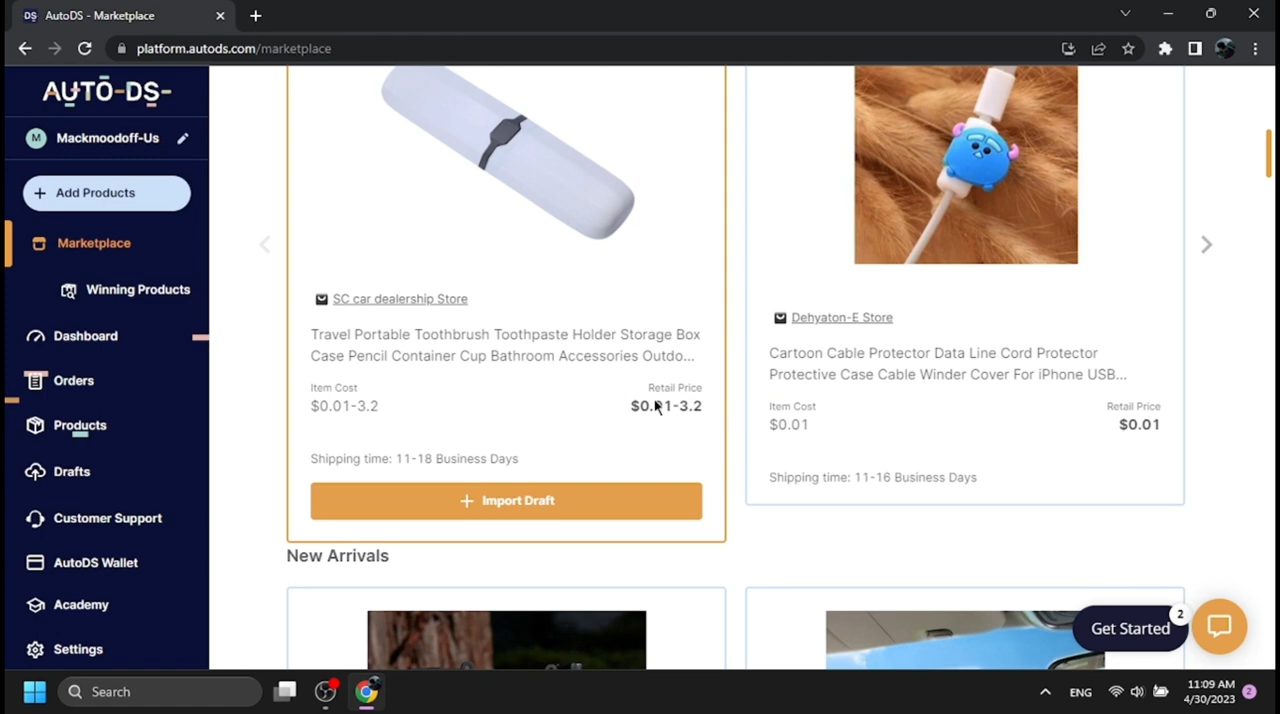 DS AutoDS - Marketplace
platform.autods.com/marketplace
AUTO-DS-
M Mackmoodoff-Us
+ Add Products
Marketplace
Winning Products
Dashboard
Orders
Products
Drafts
Customer Support
AutoDS Wallet
Academy
Settings
SC car dealership Store
Travel Portable Toothbrush Toothpaste Holder Storage Box
Case Pencil Container Cup Bathroom Accessories Outdo...
Item Cost
Retail Price
$0.01-3.2
$0.01-3.2
Shipping time: 11-18 Business Days
+ Import Draft
Dehyaton-E Store
Cartoon Cable Protector Data Line Cord Protector
Protective Case Cable Winder Cover For iPhone USB...
Item Cost
Retail Price
$0.01
$0.01
Shipping time: 11-16 Business Days
New Arrivals
Get Started
2
Search
ENG
11:09 AM
4/30/2023
2